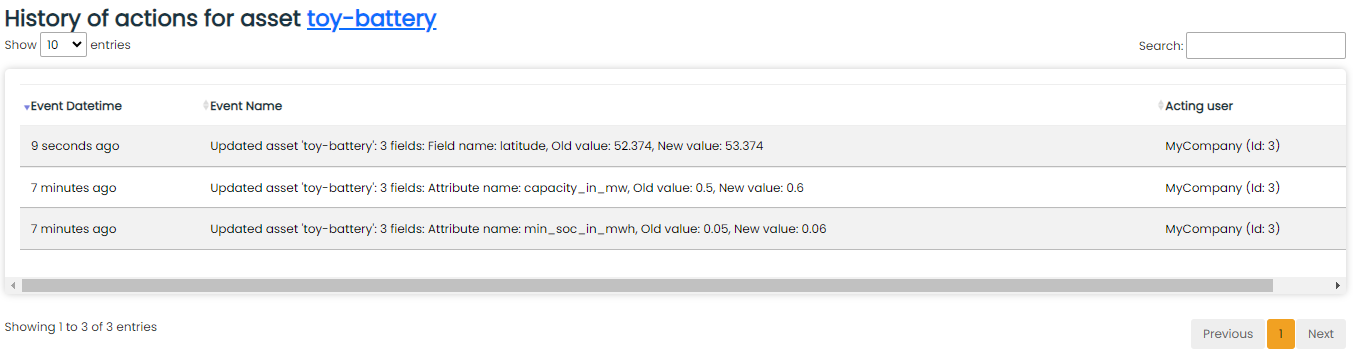 History of actions for asset toy-battery
Show 10 entries
Search:
Event Datetime Event Name Acting user
9 seconds ago Updated asset 'toy-battery': 3 fields: Field name: latitude, Old value: 52.374, New value: 53.374 MyCompany (Id: 3)
7 minutes ago Updated asset 'toy-battery': 3 fields: Attribute name: capacity_in_mw, Old value: 0.5, New value: 0.6 MyCompany (Id: 3)
7 minutes ago Updated asset 'toy-battery': 3 fields: Attribute name: min_soc_in_mwh, Old value: 0.05, New value: 0.06 MyCompany (Id: 3)
Showing 1 to 3 of 3 entries
Previous 1 Next